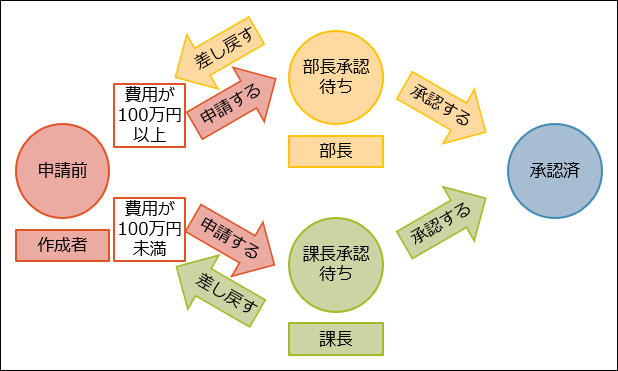 差し戻す
部長承認
待ち
費用が
100万円
以上
申請する
承認する
部長
申請前
承認済
作成者
費用が
100万円
未満
申請する
承認する
課長承認
待ち
差し戻す
課長